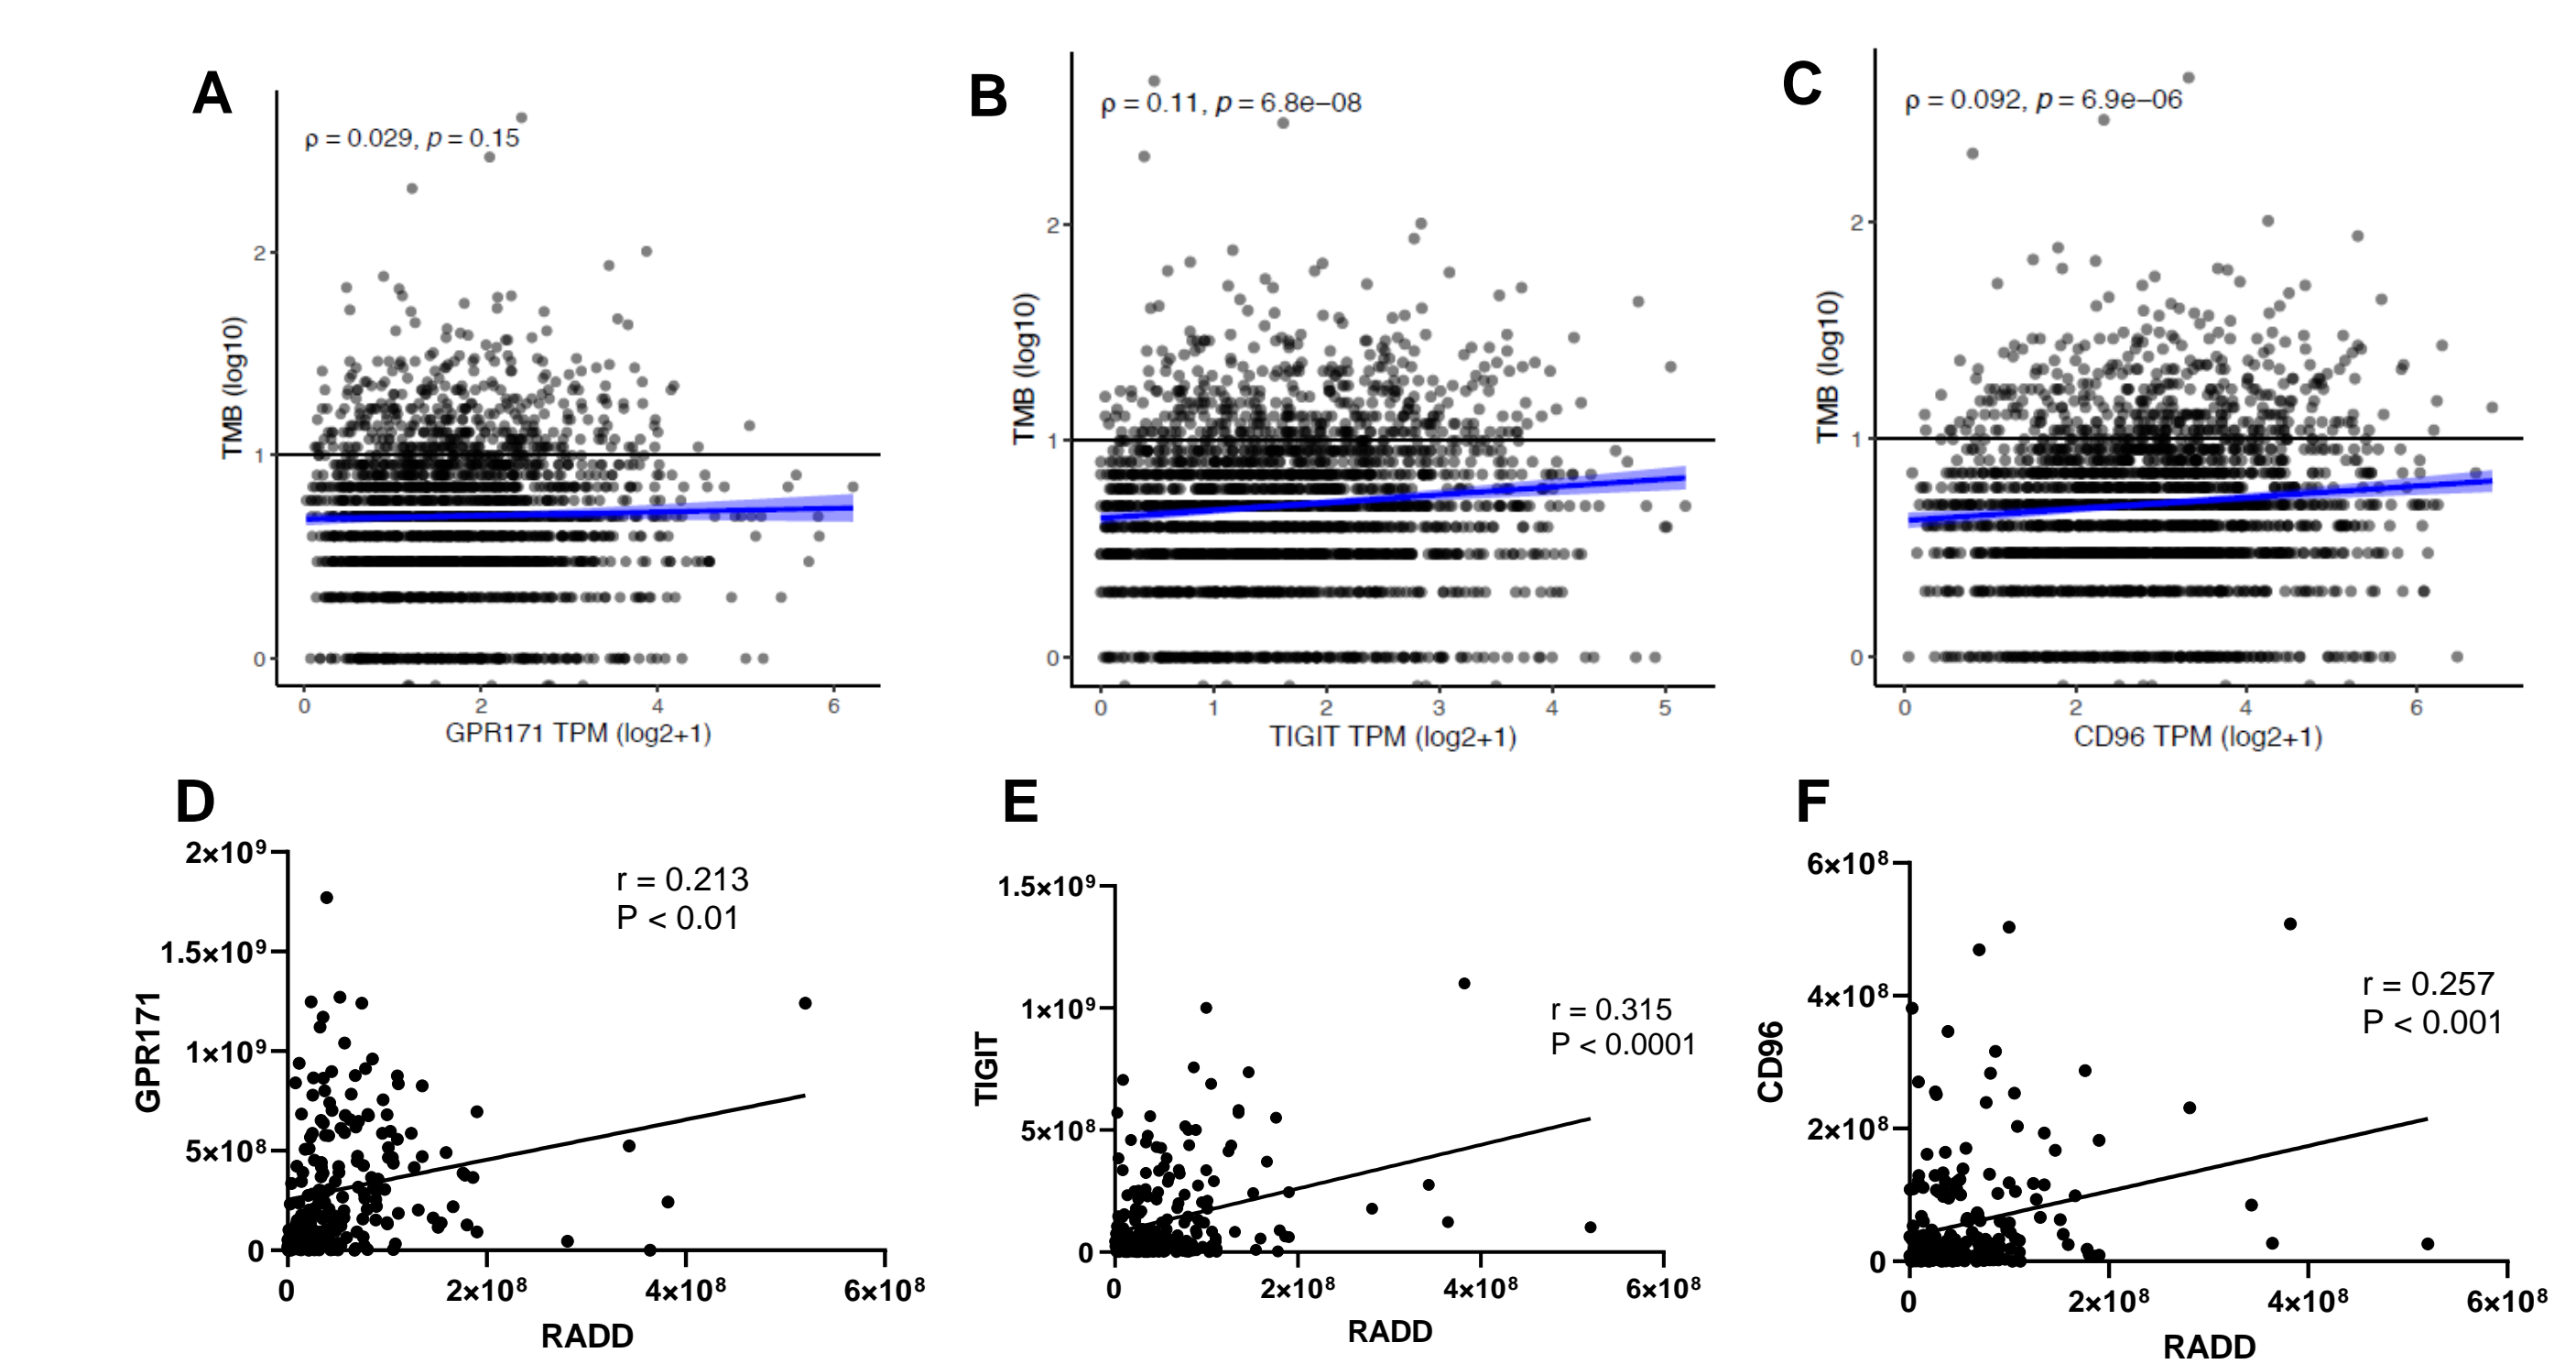 A
ρ = 0.029, p = 0.15
2
1
0
TMB (log10)
0 2 4 6
GPR171 TPM (log2+1)
B
ρ = 0.11, p = 6.8e−08
2
1
0
TMB (log10)
0 1 2 3 4 5
TIGIT TPM (log2+1)
C
ρ = 0.092, p = 6.9e−06
2
1
0
TMB (log10)
0 2 4 6
CD96 TPM (log2+1)
D
2×10⁹
1.5×10⁹
1×10⁹
5×10⁸
0
GPR171
r = 0.213
P < 0.01
0 2×10⁸ 4×10⁸ 6×10⁸
RADD
E
1.5×10⁹
1×10⁹
5×10⁸
0
TIGIT
r = 0.315
P < 0.0001
0 2×10⁸ 4×10⁸ 6×10⁸
RADD
F
6×10⁸
4×10⁸
2×10⁸
0
CD96
r = 0.257
P < 0.001
0 2×10⁸ 4×10⁸ 6×10⁸
RADD